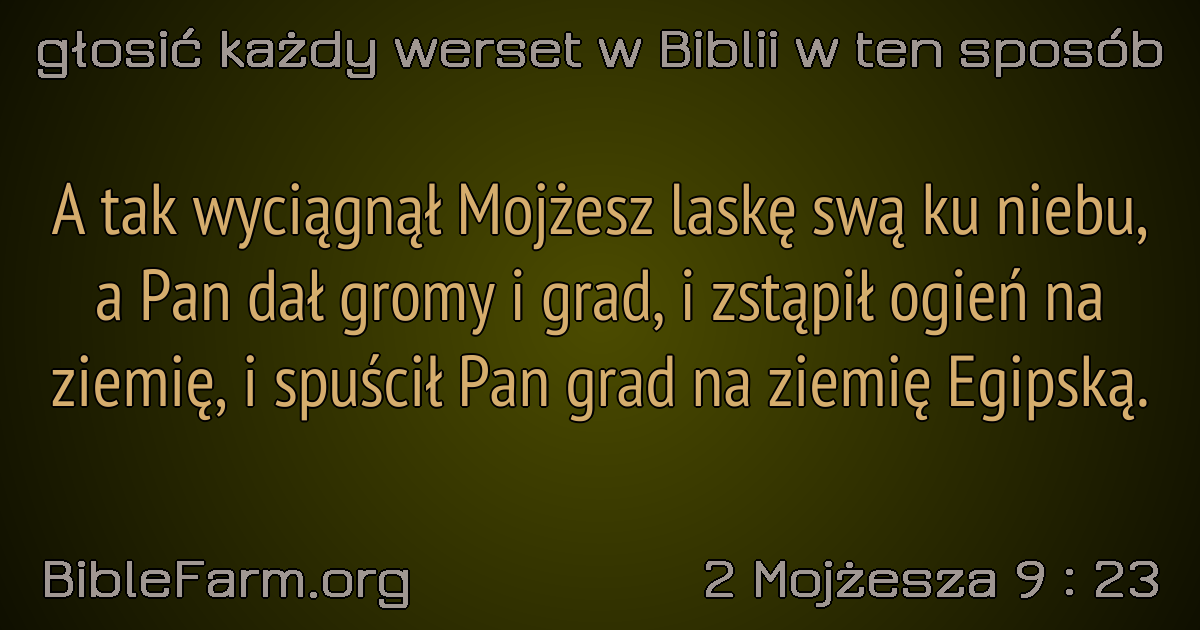 głosić każdy werset w Biblii w ten sposób
A tak wyciągnął Mojżesz laskę swą ku niebu,
a Pan dał gromy i grad, i zstąpił ogień na
ziemię, i spuścił Pan grad na ziemię Egipską.
BibleFarm.org
2 Mojżesza 9 : 23